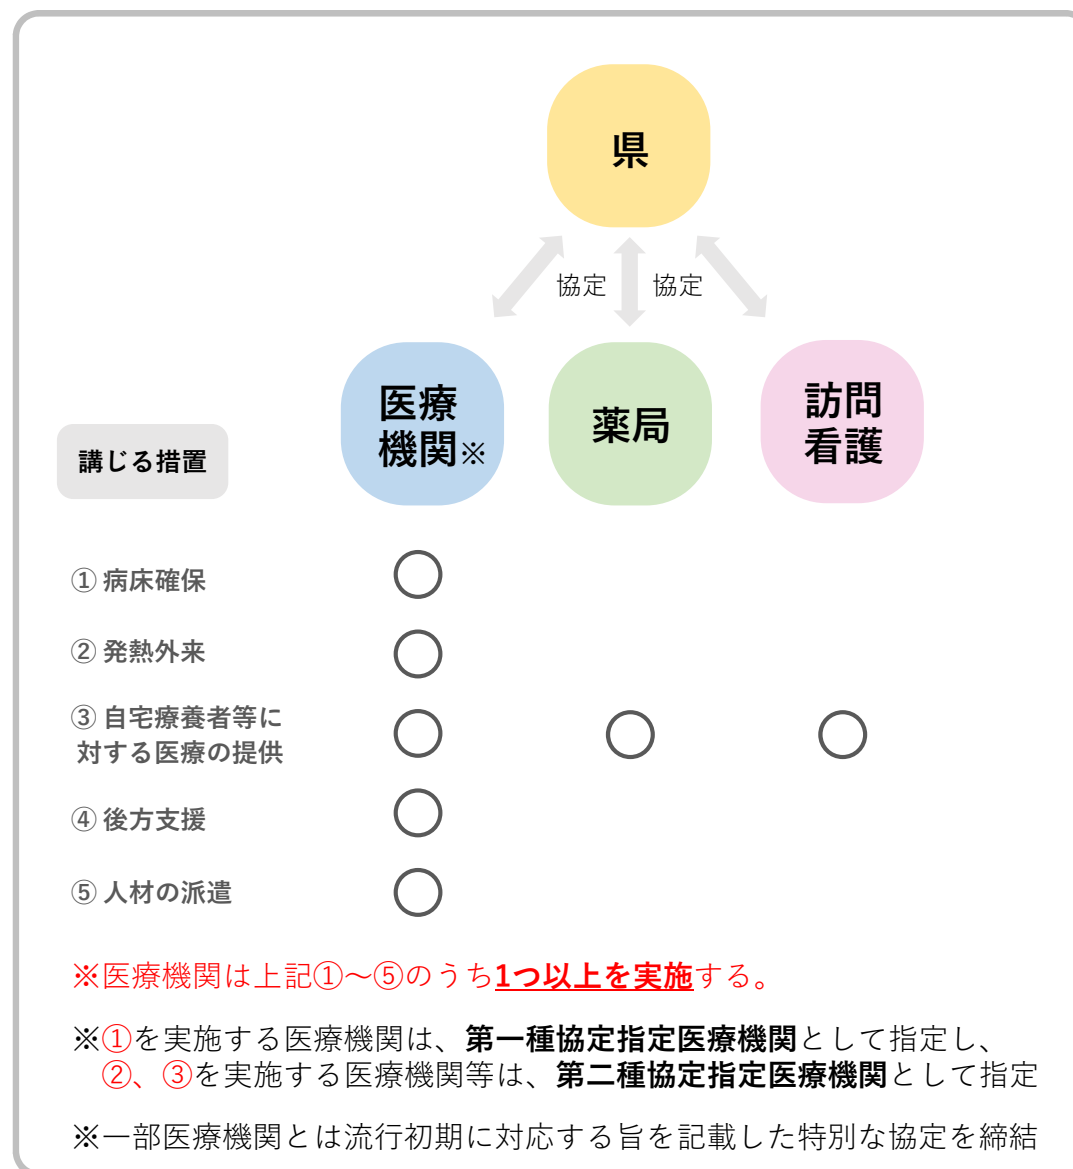 県
協定 協定
医療
機関※
薬局
訪問
看護
講じる措置
① 病床確保 ○
② 発熱外来 ○
③ 自宅療養者等に
対する医療の提供 ○ ○ ○
④ 後方支援 ○
⑤ 人材の派遣 ○
※医療機関は上記①～⑤のうち1つ以上を実施する。
※①を実施する医療機関は、第一種協定指定医療機関として指定し、
②、③を実施する医療機関等は、第二種協定指定医療機関として指定
※一部医療機関とは流行初期に対応する旨を記載した特別な協定を締結